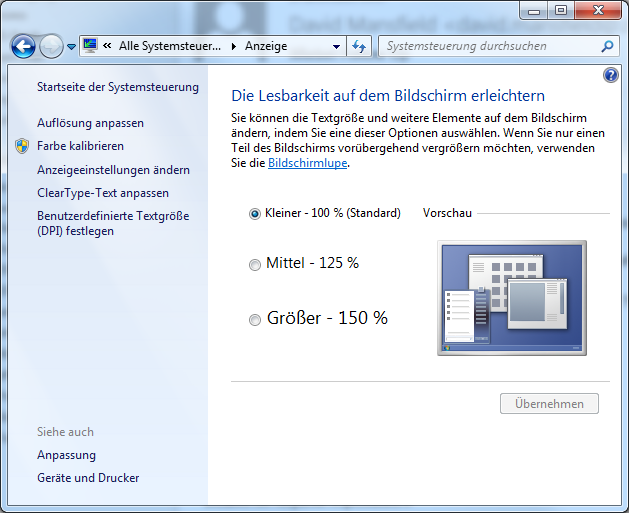 David Mansfield <david.
« Alle Systemsteuer... ▸ Anzeige
Systemsteuerung durchsuchen
Startseite der Systemsteuerung
Auflösung anpassen
Farbe kalibrieren
Anzeigeeinstellungen ändern
ClearType-Text anpassen
Benutzerdefinierte Textgröße
(DPI) festlegen
Siehe auch
Anpassung
Geräte und Drucker
Die Lesbarkeit auf dem Bildschirm erleichtern
Sie können die Textgröße und weitere Elemente auf dem Bildschirm
ändern, indem Sie eine dieser Optionen auswählen. Wenn Sie nur einen
Teil des Bildschirms vorübergehend vergrößern möchten, verwenden
Sie die Bildschirmlupe.
Kleiner - 100 % (Standard)
Vorschau
Mittel - 125 %
Größer - 150 %
Übernehmen